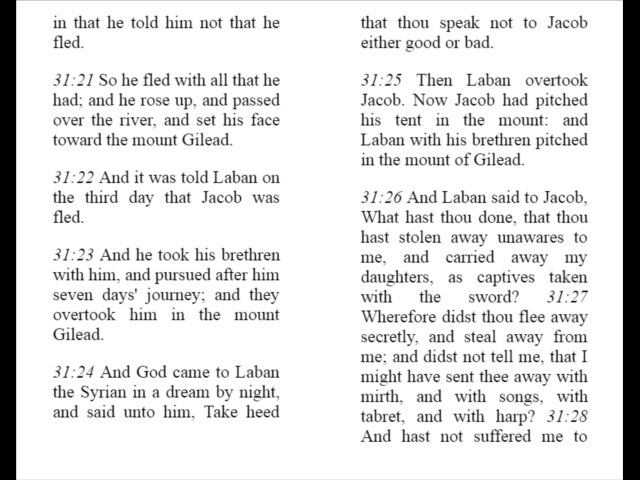 in that he told him not that he
fled.
31:21 So he fled with all that he
had; and he rose up, and passed
over the river, and set his face
toward the mount Gilead.
31:22 And it was told Laban on
the third day that Jacob was
fled.
31:23 And he took his brethren
with him, and pursued after him
seven days' journey; and they
overtook him in the mount
Gilead.
31:24 And God came to Laban
the Syrian in a dream by night,
and said unto him, Take heed
that thou speak not to Jacob
either good or bad.
31:25 Then Laban overtook
Jacob. Now Jacob had pitched
his tent in the mount: and
Laban with his brethren pitched
in the mount of Gilead.
31:26 And Laban said to Jacob,
What hast thou done, that thou
hast stolen away unawares to
me, and carried away my
daughters, as captives taken
with the sword? 31:27
Wherefore didst thou flee away
secretly, and steal away from
me; and didst not tell me, that I
might have sent thee away with
mirth, and with songs, with
tabret, and with harp? 31:28
And hast not suffered me to